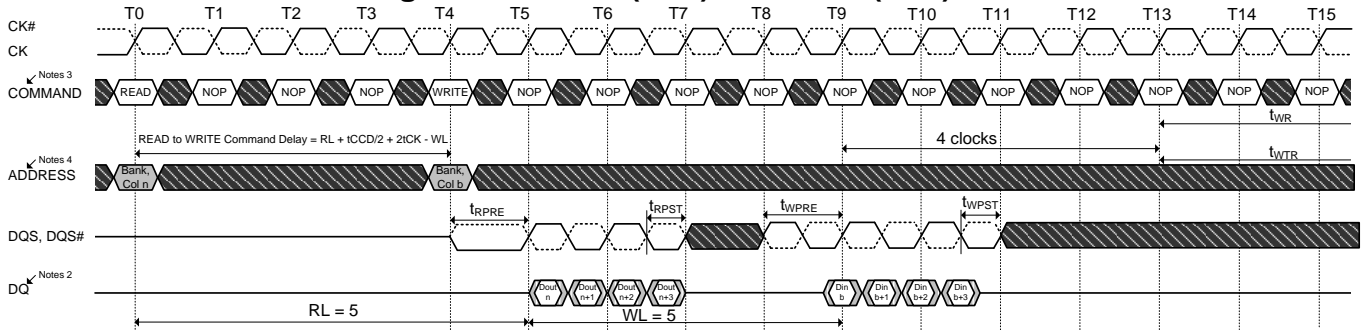 T0 T1 T2 T3 T4 T5 T6 T7 T8 T9 T10 T11 T12 T13 T14 T15
CK#
CK
Notes 3
COMMAND READ NOP NOP NOP WRITE NOP NOP NOP NOP NOP NOP NOP NOP NOP NOP NOP
tWR
READ to WRITE Command Delay = RL + tCCD/2 + 2tCK - WL
4 clocks
tWTR
Notes 4
ADDRESS
Bank, Col n
Bank, Col b
tRPRE tRPST tWPRE tWPST
DQS, DQS#
Notes 2
DQ
Dout n Dout n+1 Dout n+2 Dout n+3 Din b Din b+1 Din b+2 Din b+3
RL = 5 WL = 5